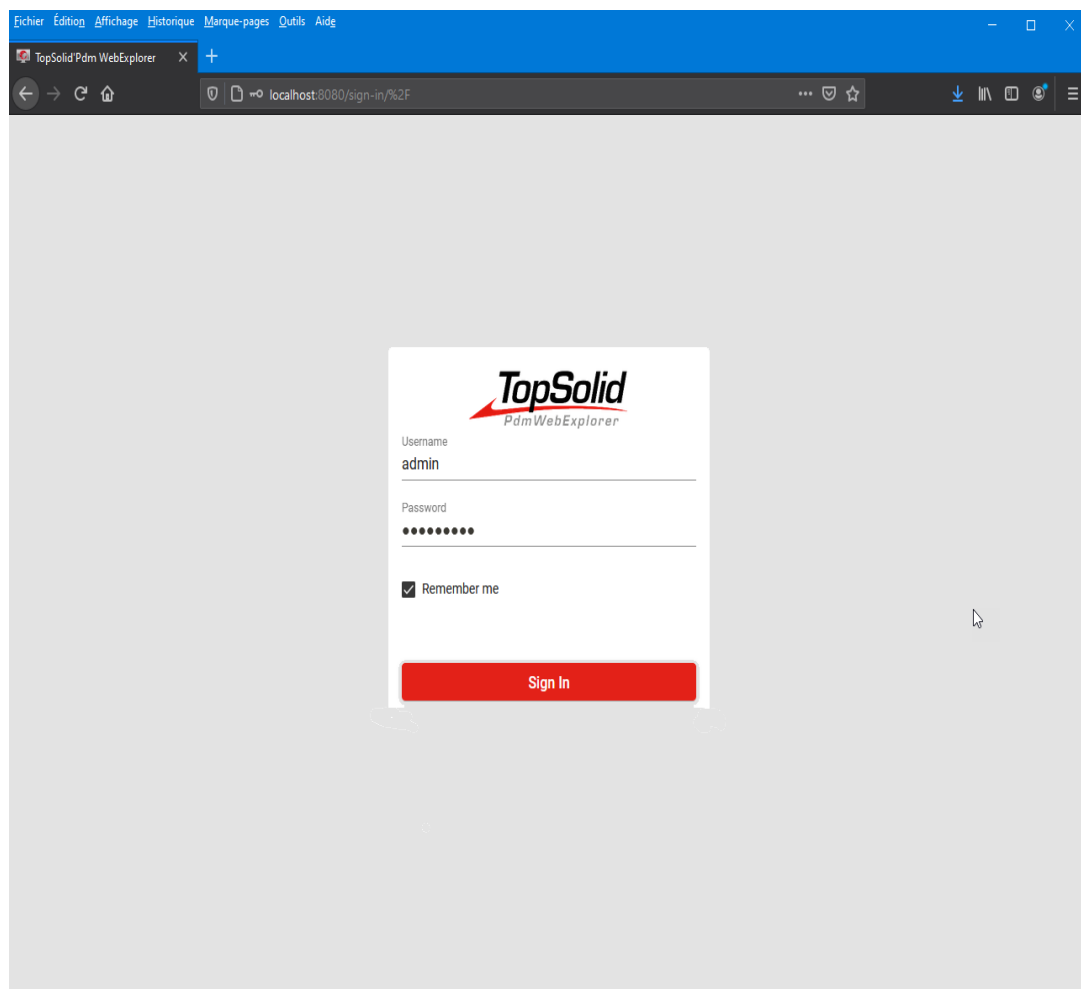 Fichier Édition Affichage Historique Marque-pages Outils Aide
TopSolid'Pdm WebExplorer
localhost:8080/sign-in/%2F
TopSolid
PdmWebExplorer
Username
admin
Password
Remember me
Sign In